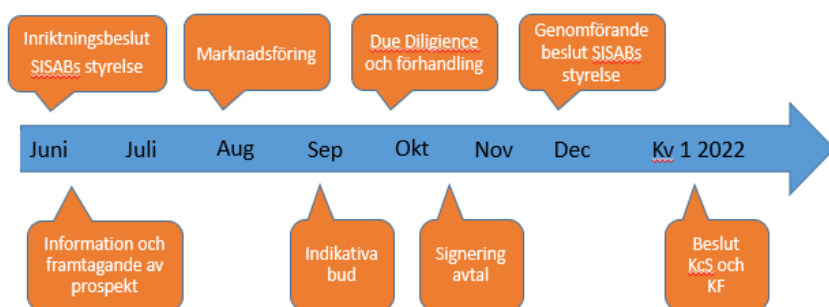 Inriktningsbeslut
SISABs styrelse
Marknadsföring
Due Diligience
och förhandling
Genomförande
beslut SISABs
styrelse
Juni Juli Aug Sep Okt Nov Dec Kv 1 2022
Information och
framtagande av
prospekt
Indikativa
bud
Signering
avtal
Beslut
KcS och
KF